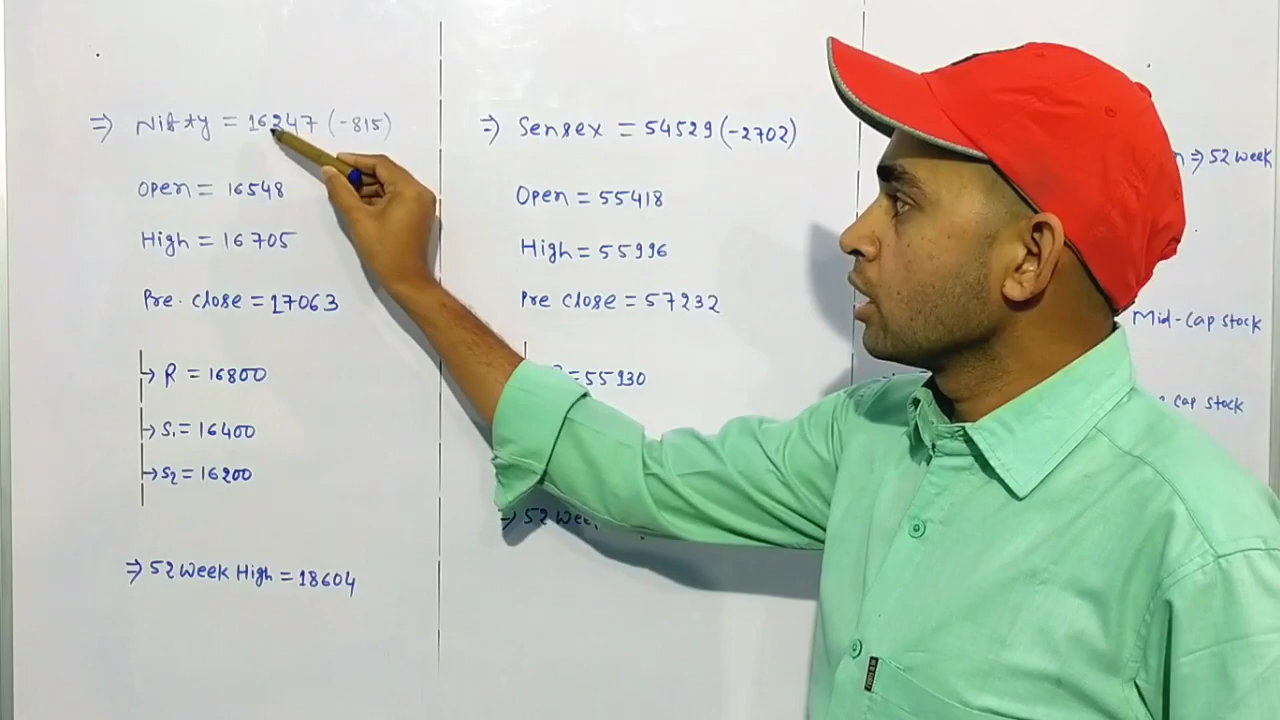 ⇒ Nifty = 16247 (-815)
Open = 16548
High = 16705
Pre. Close = 17063
→ R = 16800
→ S₁ = 16400
→ S₂ = 16200
⇒ 52 Week High = 18604
⇒ Sensex = 54529 (-2702)
Open = 55418
High = 55996
Pre Close = 57232
= 55930
⇒ 52
⇒ 52 Week
Mid-Cap Stock
Cap Stock